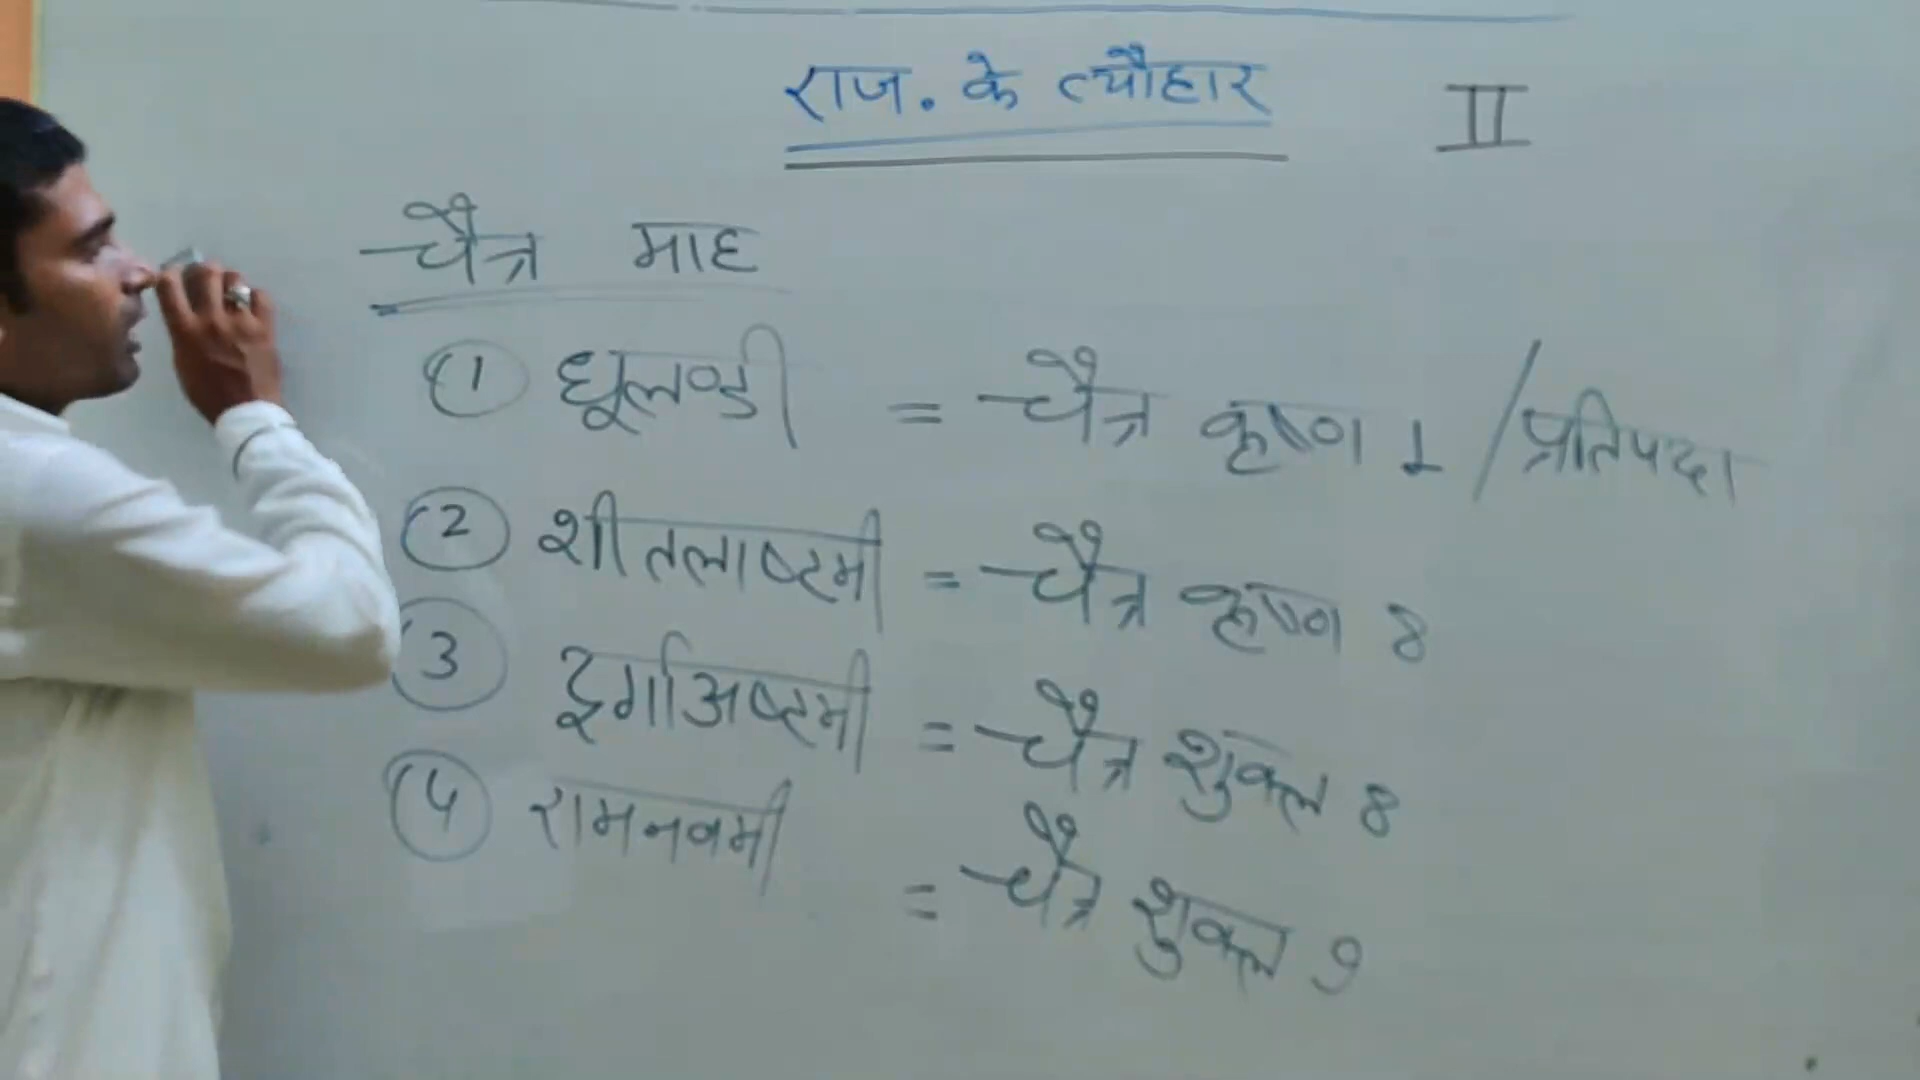 राज. के त्यौहार II
चैत्र माह
① धूलण्डी = चैत्र कृष्ण 1 / प्रतिपदा
② शीतलाष्टमी = चैत्र कृष्ण 8
③ दुर्गाअष्टमी = चैत्र शुक्ल 8
④ रामनवमी = चैत्र शुक्ल 9